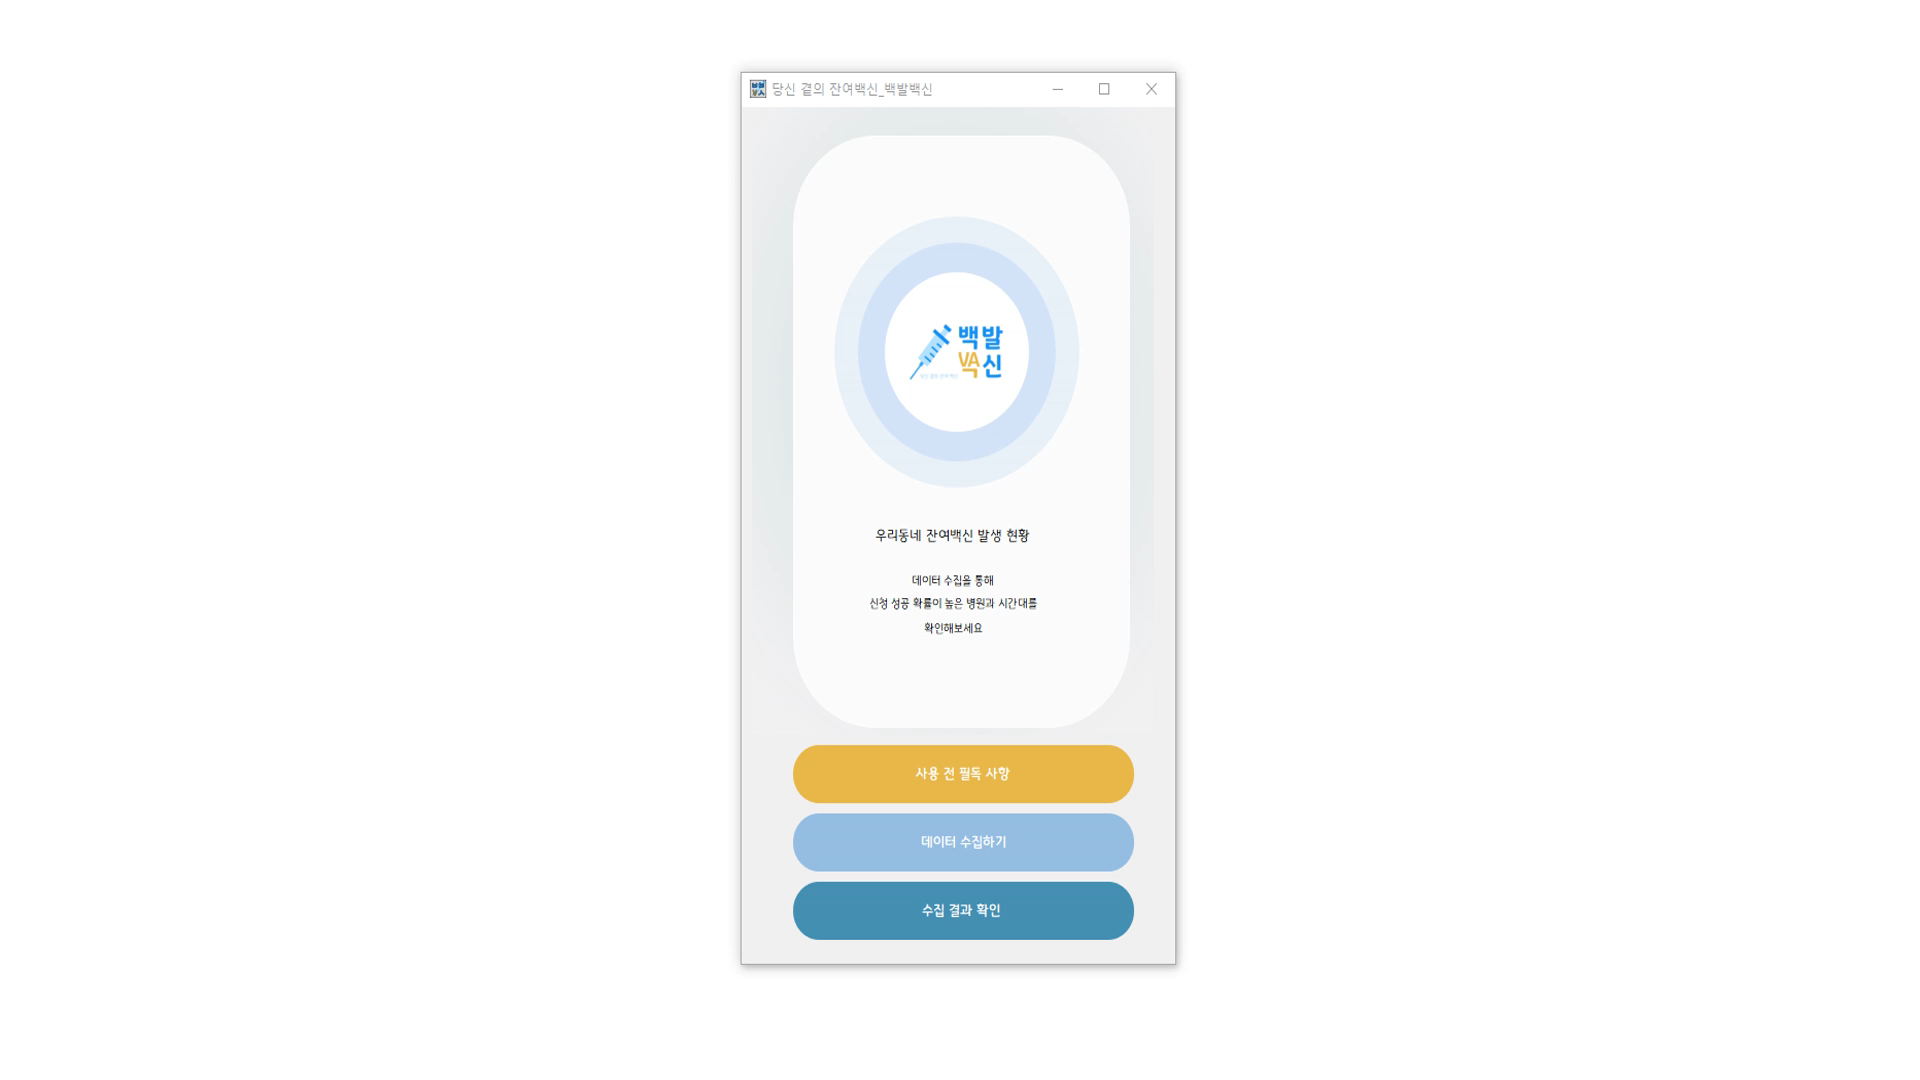 당신 곁의 잔여백신_백발백신
백발
VA신
우리동네 잔여백신 발생 현황
데이터 수집을 통해
신청 성공 확률이 높은 병원과 시간대를
확인해보세요
사용 전 필독 사항
데이터 수집하기
수집 결과 확인